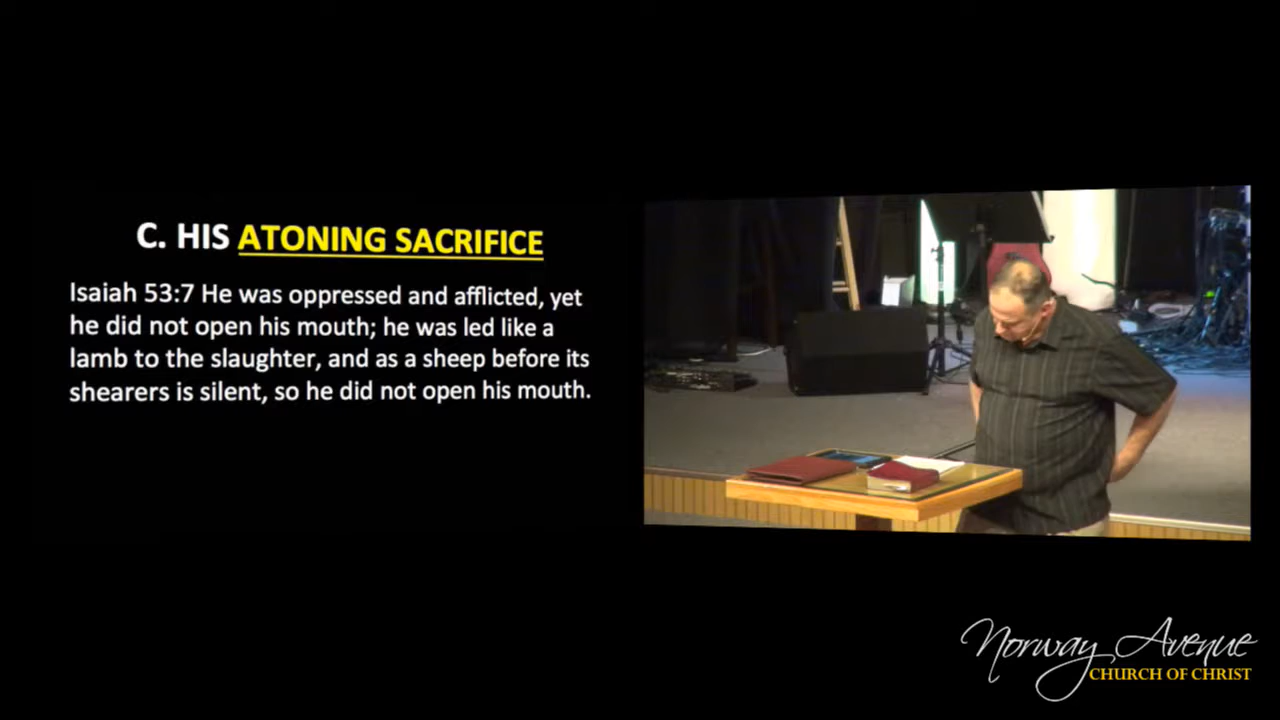 C. HIS ATONING SACRIFICE
Isaiah 53:7 He was oppressed and afflicted, yet
he did not open his mouth; he was led like a
lamb to the slaughter, and as a sheep before its
shearers is silent, so he did not open his mouth.
Norway Avenue
CHURCH OF CHRIST